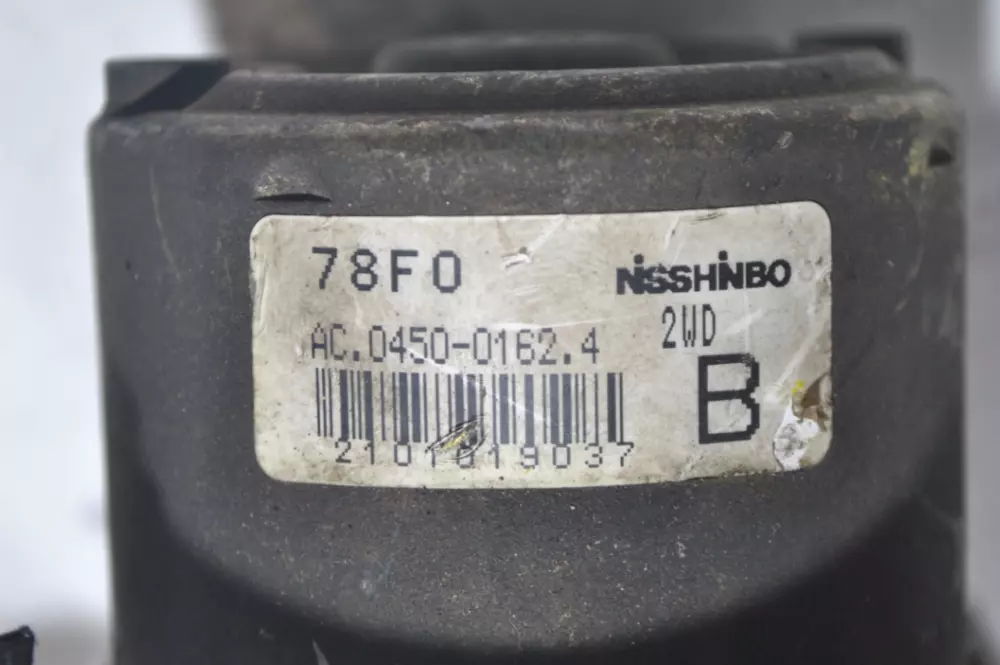 78F0
NISSHINBO
AC.0450-0162.4
2WD
B
2101019037